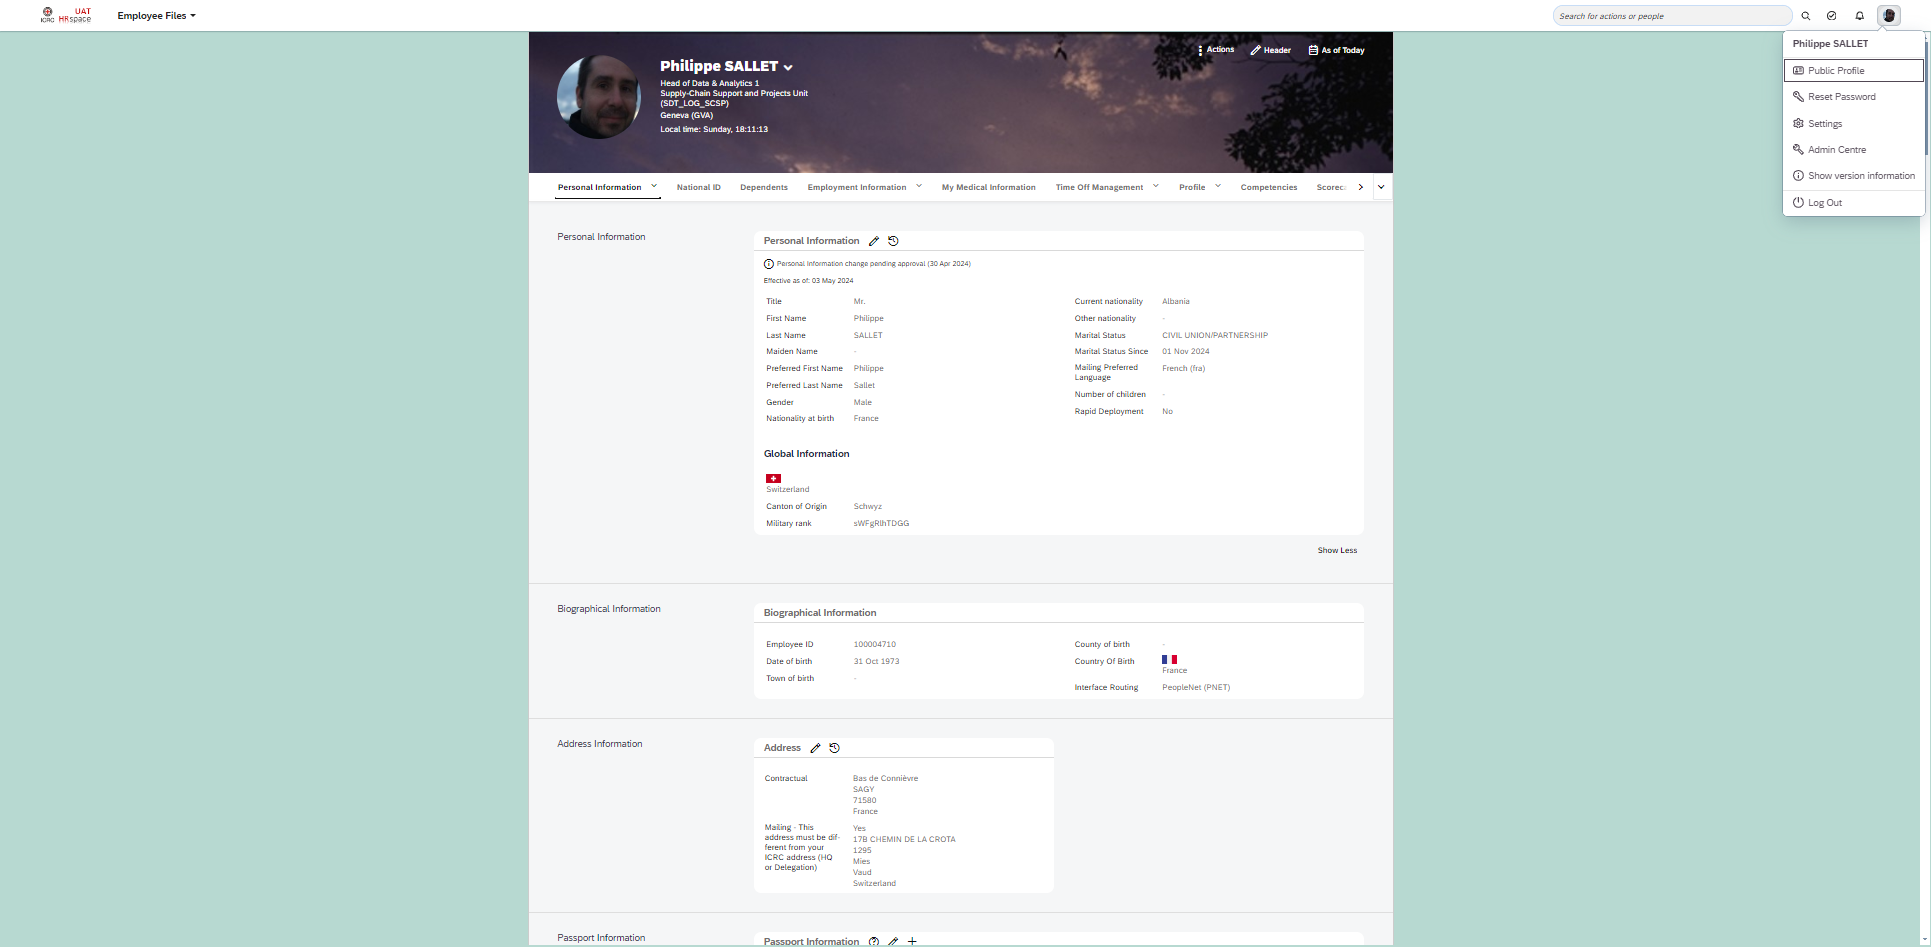 ICRC UAT HRspace
Employee Files
Search for actions or people
Philippe SALLET
Public Profile
Reset Password
Settings
Admin Centre
Show version information
Log Out
Actions
Header
As of Today
Philippe SALLET
Head of Data & Analytics 1
Supply-Chain Support and Projects Unit
(SDT_LOG_SCSP)
Geneva (GVA)
Local time: Sunday, 18:11:13
Personal Information National ID Dependents Employment Information My Medical Information Time Off Management Profile Competencies Scorec
Personal Information
Personal Information
Personal Information change pending approval (30 Apr 2024)
Effective as of: 03 May 2024
Title Mr.
First Name Philippe
Last Name SALLET
Maiden Name -
Preferred First Name Philippe
Preferred Last Name Sallet
Gender Male
Nationality at birth France
Current nationality Albania
Other nationality -
Marital Status CIVIL UNION/PARTNERSHIP
Marital Status Since 01 Nov 2024
Mailing Preferred French (fra)
Language
Number of children -
Rapid Deployment No
Global Information
Switzerland
Canton of Origin Schwyz
Military rank sWFgRlhTDGG
Show Less
Biographical Information
Biographical Information
Employee ID 100004710
Date of birth 31 Oct 1973
Town of birth -
County of birth -
Country Of Birth
France
Interface Routing PeopleNet (PNET)
Address Information
Address
Contractual Bas de Connièvre
SAGY
71580
France
Mailing - This Yes
address must be dif- 17B CHEMIN DE LA CROTA
ferent from your 1295
ICRC address (HQ Mies
or Delegation) Vaud
Switzerland
Passport Information
Passport Information